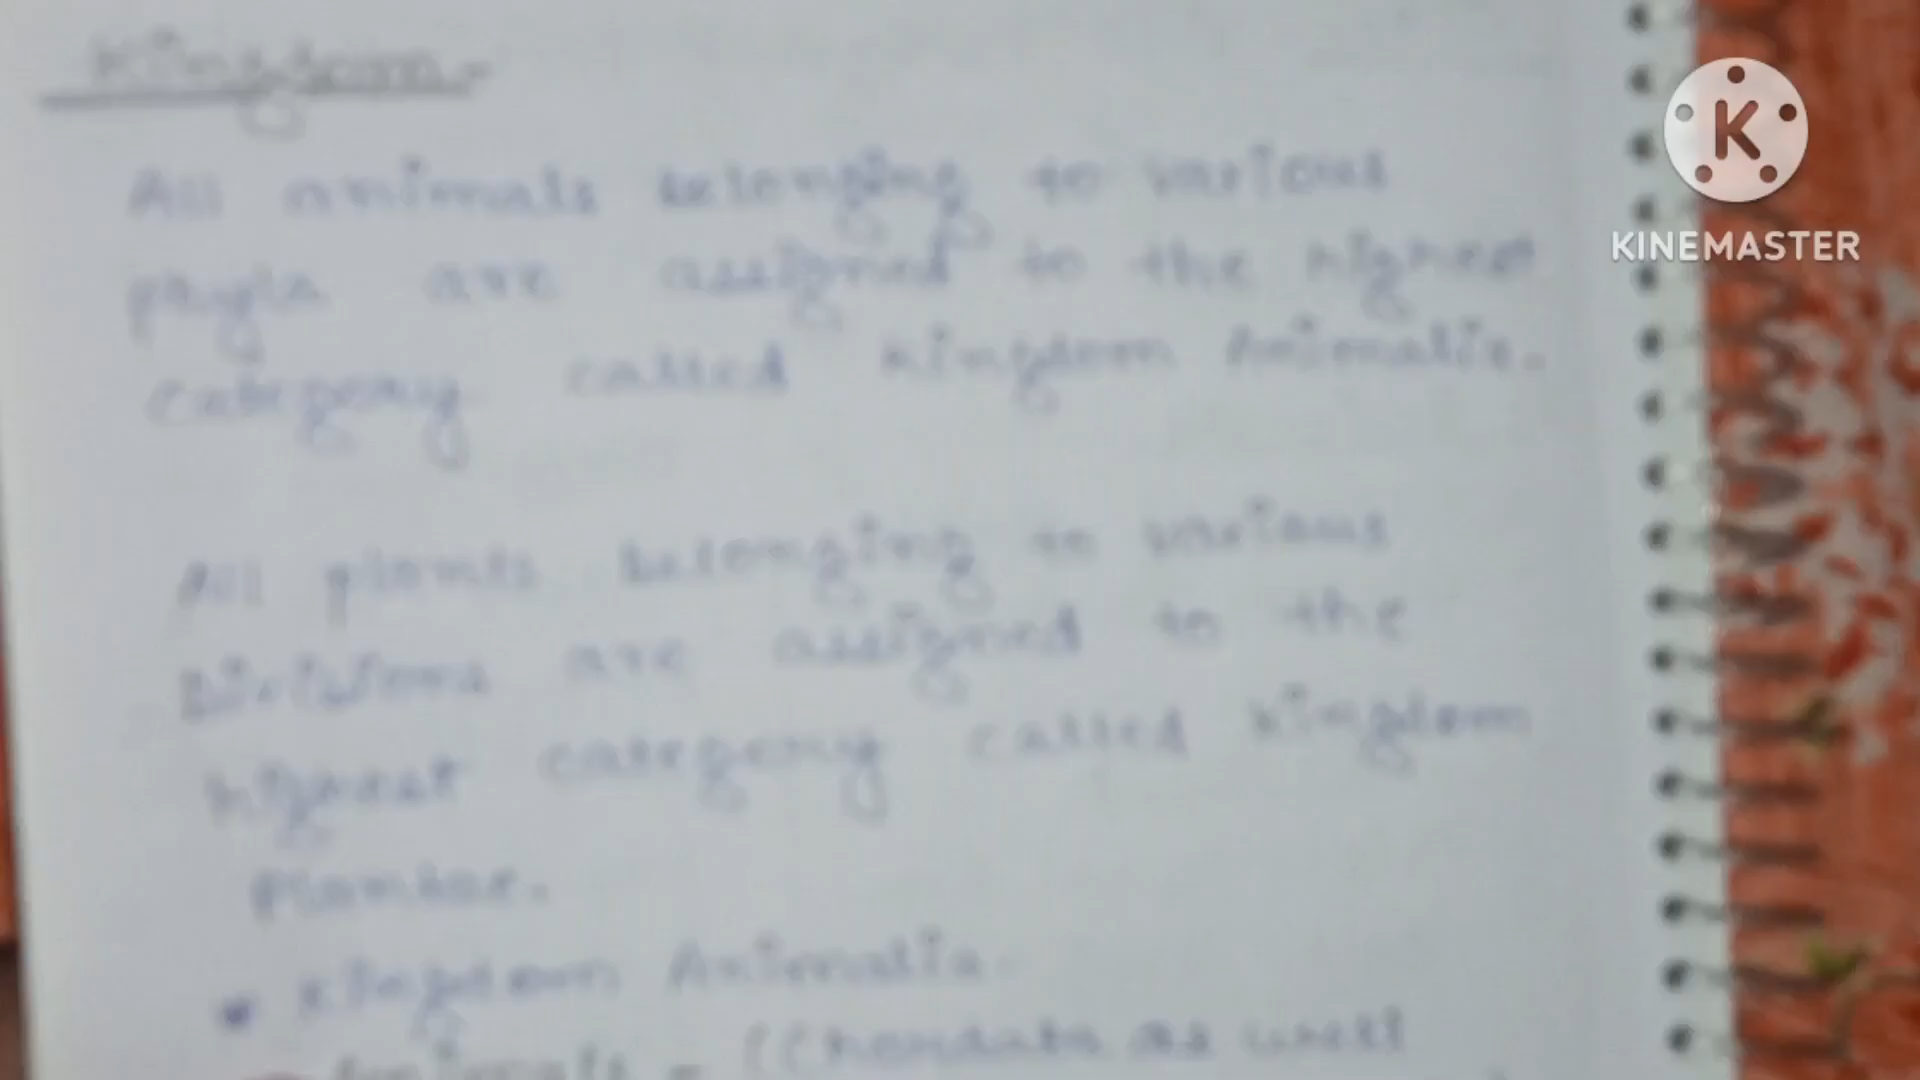 Kingdom-
All animals belonging to various
phyla are assigned to the highest
category called Kingdom Animalia.
All plants belonging to various
Divisions are assigned to the
highest category called Kingdom
Plantae.
• Kingdom Animalia
Animals - ((Chordata as well
K
KINEMASTER